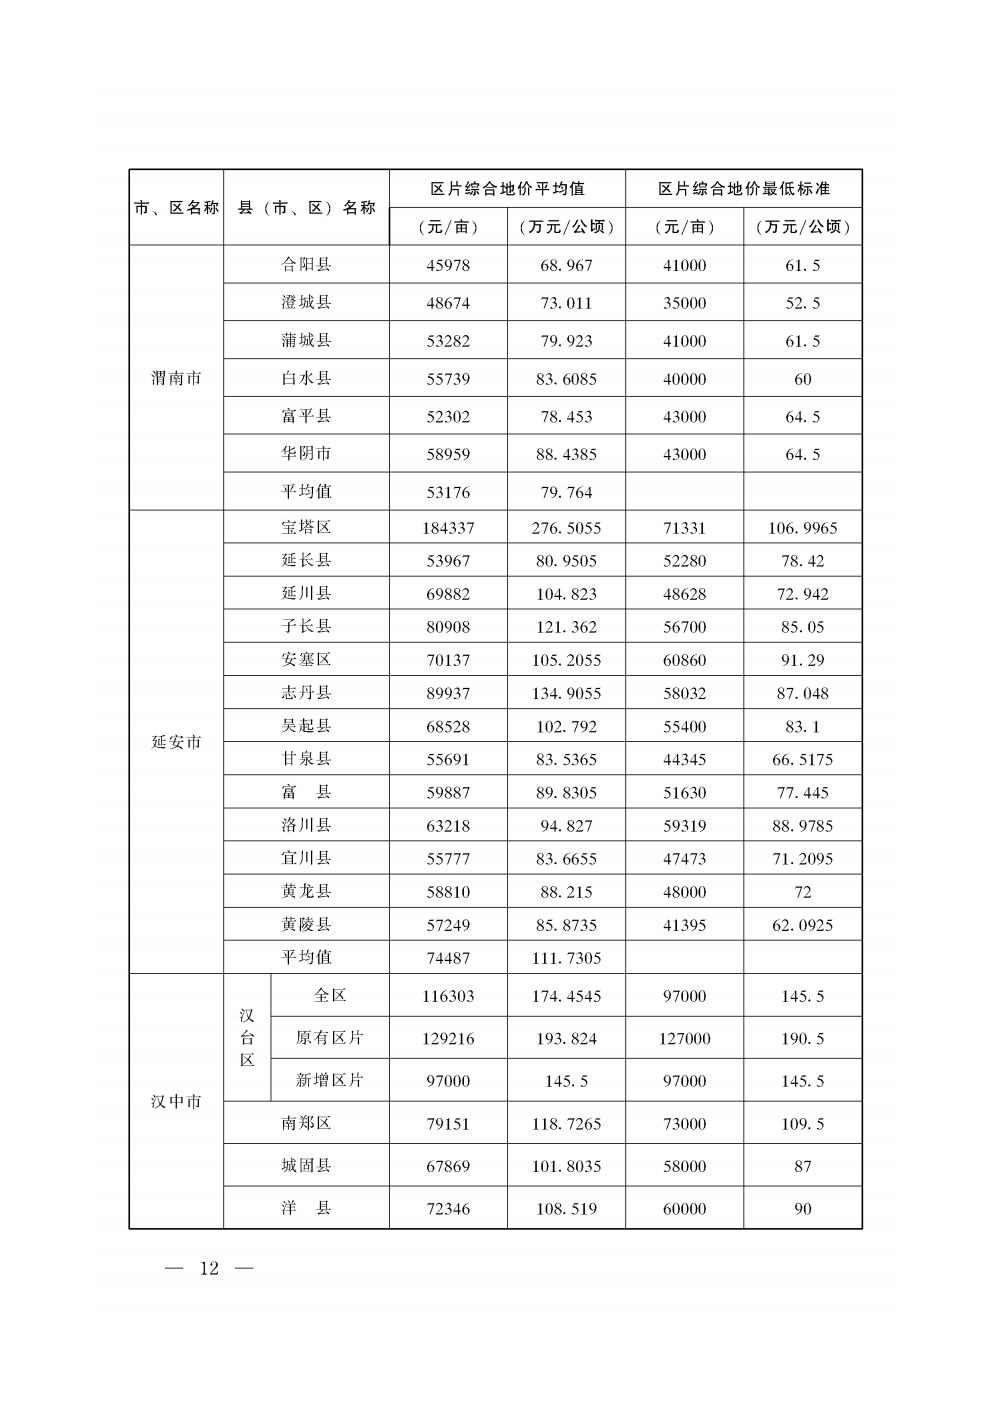 市、区名称 县（市、区）名称 区片综合地价平均值 区片综合地价最低标准
（元/亩） （万元/公顷） （元/亩） （万元/公顷）
渭南市 合阳县 45978 68.967 41000 61.5
澄城县 48674 73.011 35000 52.5
蒲城县 53282 79.923 41000 61.5
白水县 55739 83.6085 40000 60
富平县 52302 78.453 43000 64.5
华阴市 58959 88.4385 43000 64.5
平均值 53176 79.764
延安市 宝塔区 184337 276.5055 71331 106.9965
延长县 53967 80.9505 52280 78.42
延川县 69882 104.823 48628 72.942
子长县 80908 121.362 56700 85.05
安塞区 70137 105.2055 60860 91.29
志丹县 89937 134.9055 58032 87.048
吴起县 68528 102.792 55400 83.1
甘泉县 55691 83.5365 44345 66.5175
富　县 59887 89.8305 51630 77.445
洛川县 63218 94.827 59319 88.9785
宜川县 55777 83.6655 47473 71.2095
黄龙县 58810 88.215 48000 72
黄陵县 57249 85.8735 41395 62.0925
平均值 74487 111.7305
汉中市 汉台区 全区 116303 174.4545 97000 145.5
原有区片 129216 193.824 127000 190.5
新增区片 97000 145.5 97000 145.5
南郑区 79151 118.7265 73000 109.5
城固县 67869 101.8035 58000 87
洋　县 72346 108.519 60000 90
— 12 —